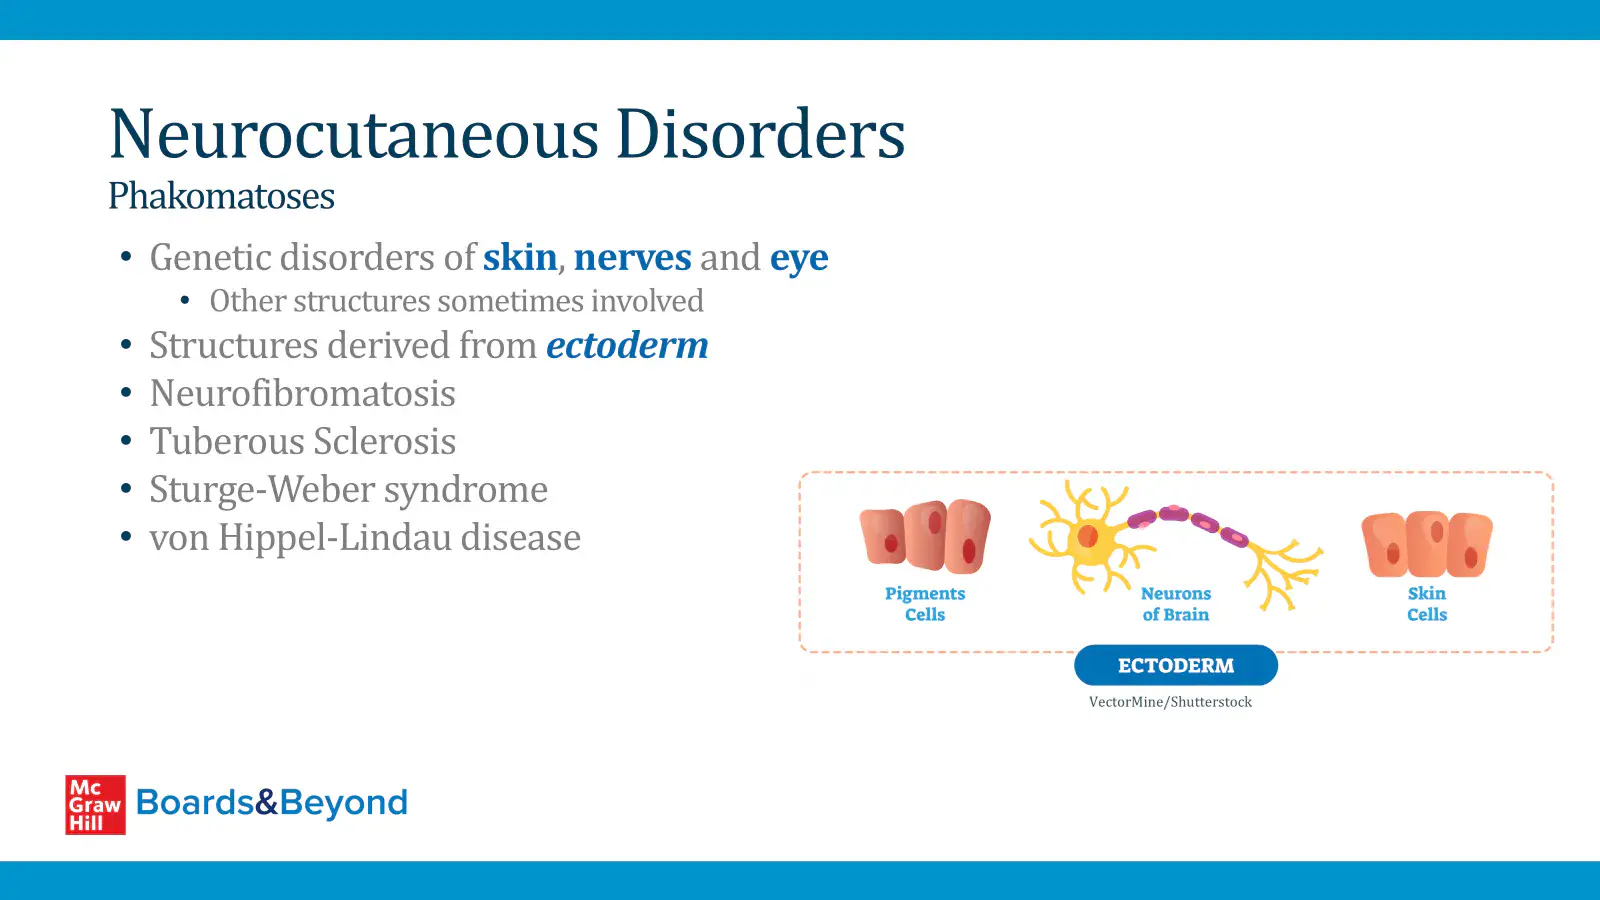 Neurocutaneous Disorders
Phakomatoses
• Genetic disorders of skin, nerves and eye
• Other structures sometimes involved
• Structures derived from ectoderm
• Neurofibromatosis
• Tuberous Sclerosis
• Sturge-Weber syndrome
• von Hippel-Lindau disease
Pigments
Cells
Neurons
of Brain
Skin
Cells
ECTODERM
VectorMine/Shutterstock
Mc
Graw
Hill
Boards&Beyond